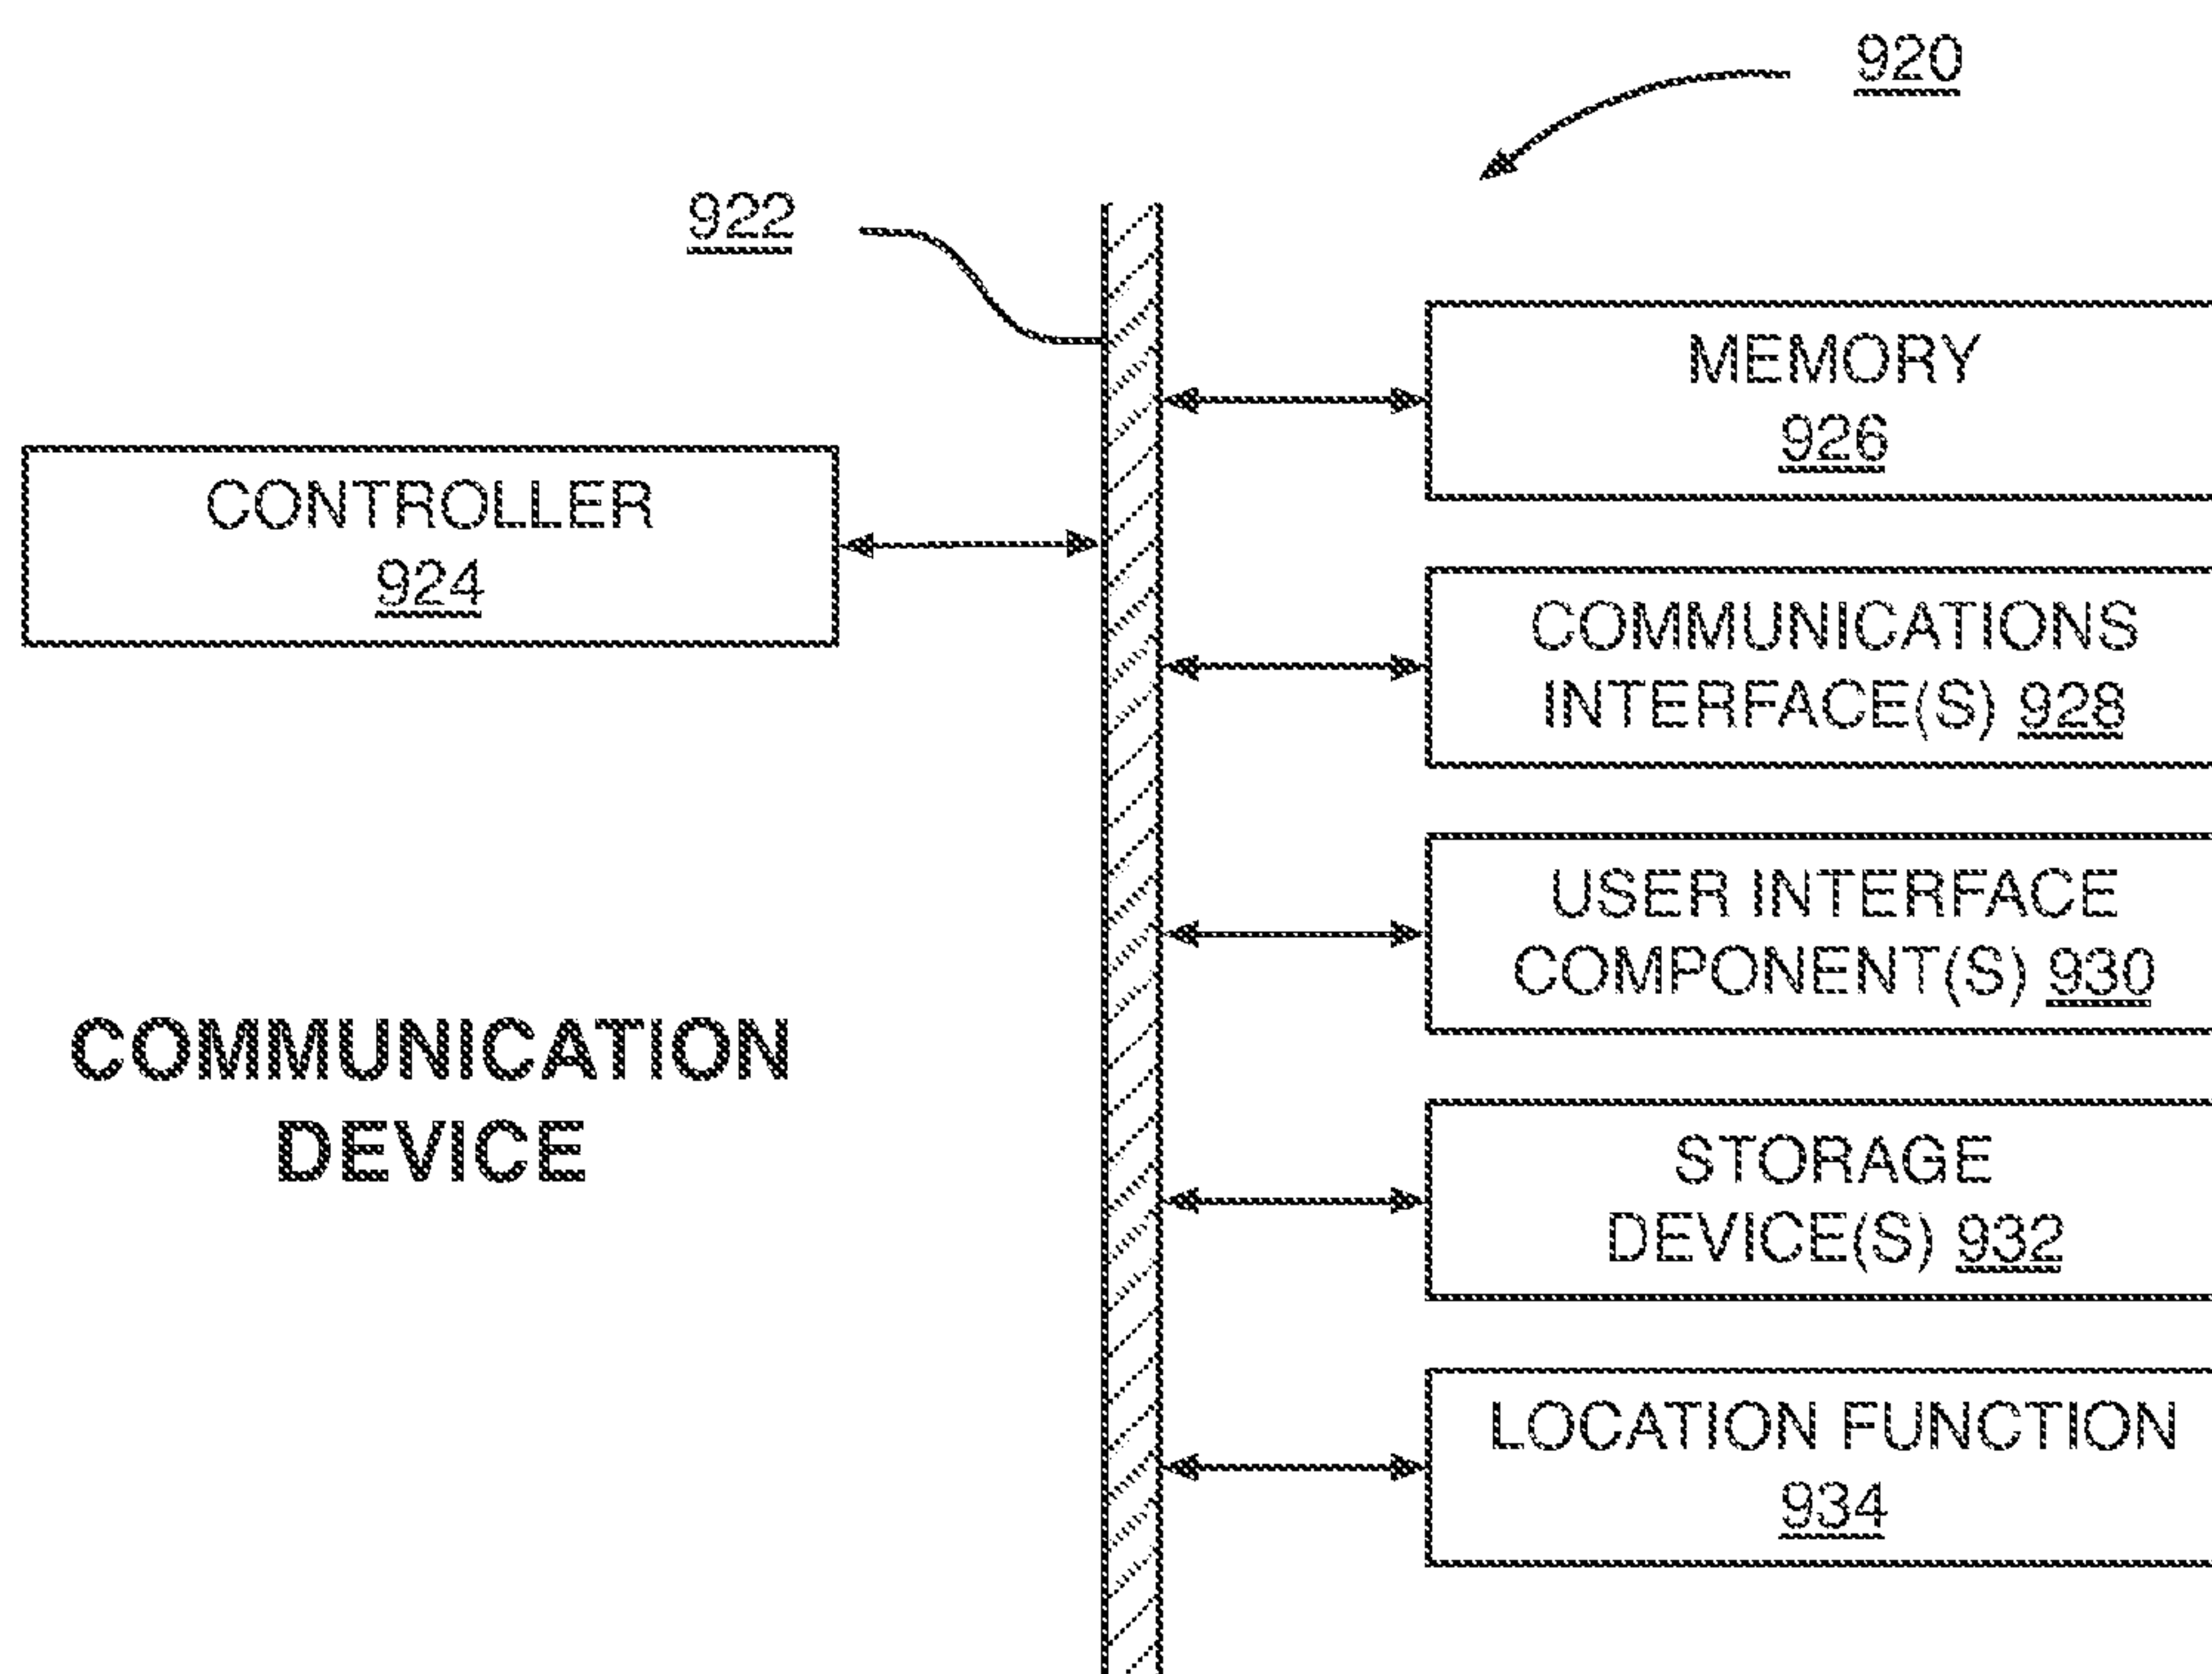 920
922
MEMORY
926
CONTROLLER
924
COMMUNICATIONS
INTERFACE(S) 928
USER INTERFACE
COMPONENT(S) 930
COMMUNICATION
DEVICE
STORAGE
DEVICE(S) 932
LOCATION FUNCTION
934